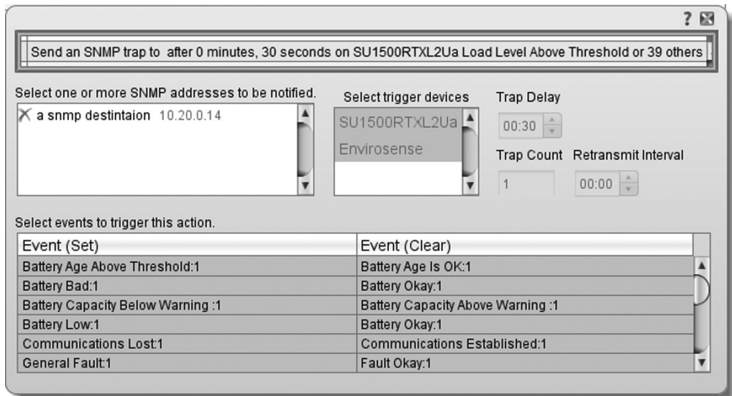 ?
Send an SNMP trap to after 0 minutes, 30 seconds on SU1500RTXL2Ua Load Level Above Threshold or 39 others
Select one or more SNMP addresses to be notified.
a snmp destintaion 10.20.0.14
Select trigger devices
SU1500RTXL2Ua
Envirosense
Trap Delay
00:30
Trap Count Retransmit Interval
1 00:00
Select events to trigger this action.
Event (Set) Event (Clear)
Battery Age Above Threshold:1 Battery Age Is OK:1
Battery Bad:1 Battery Okay:1
Battery Capacity Below Warning :1 Battery Capacity Above Warning :1
Battery Low:1 Battery Okay:1
Communications Lost:1 Communications Established:1
General Fault:1 Fault Okay:1